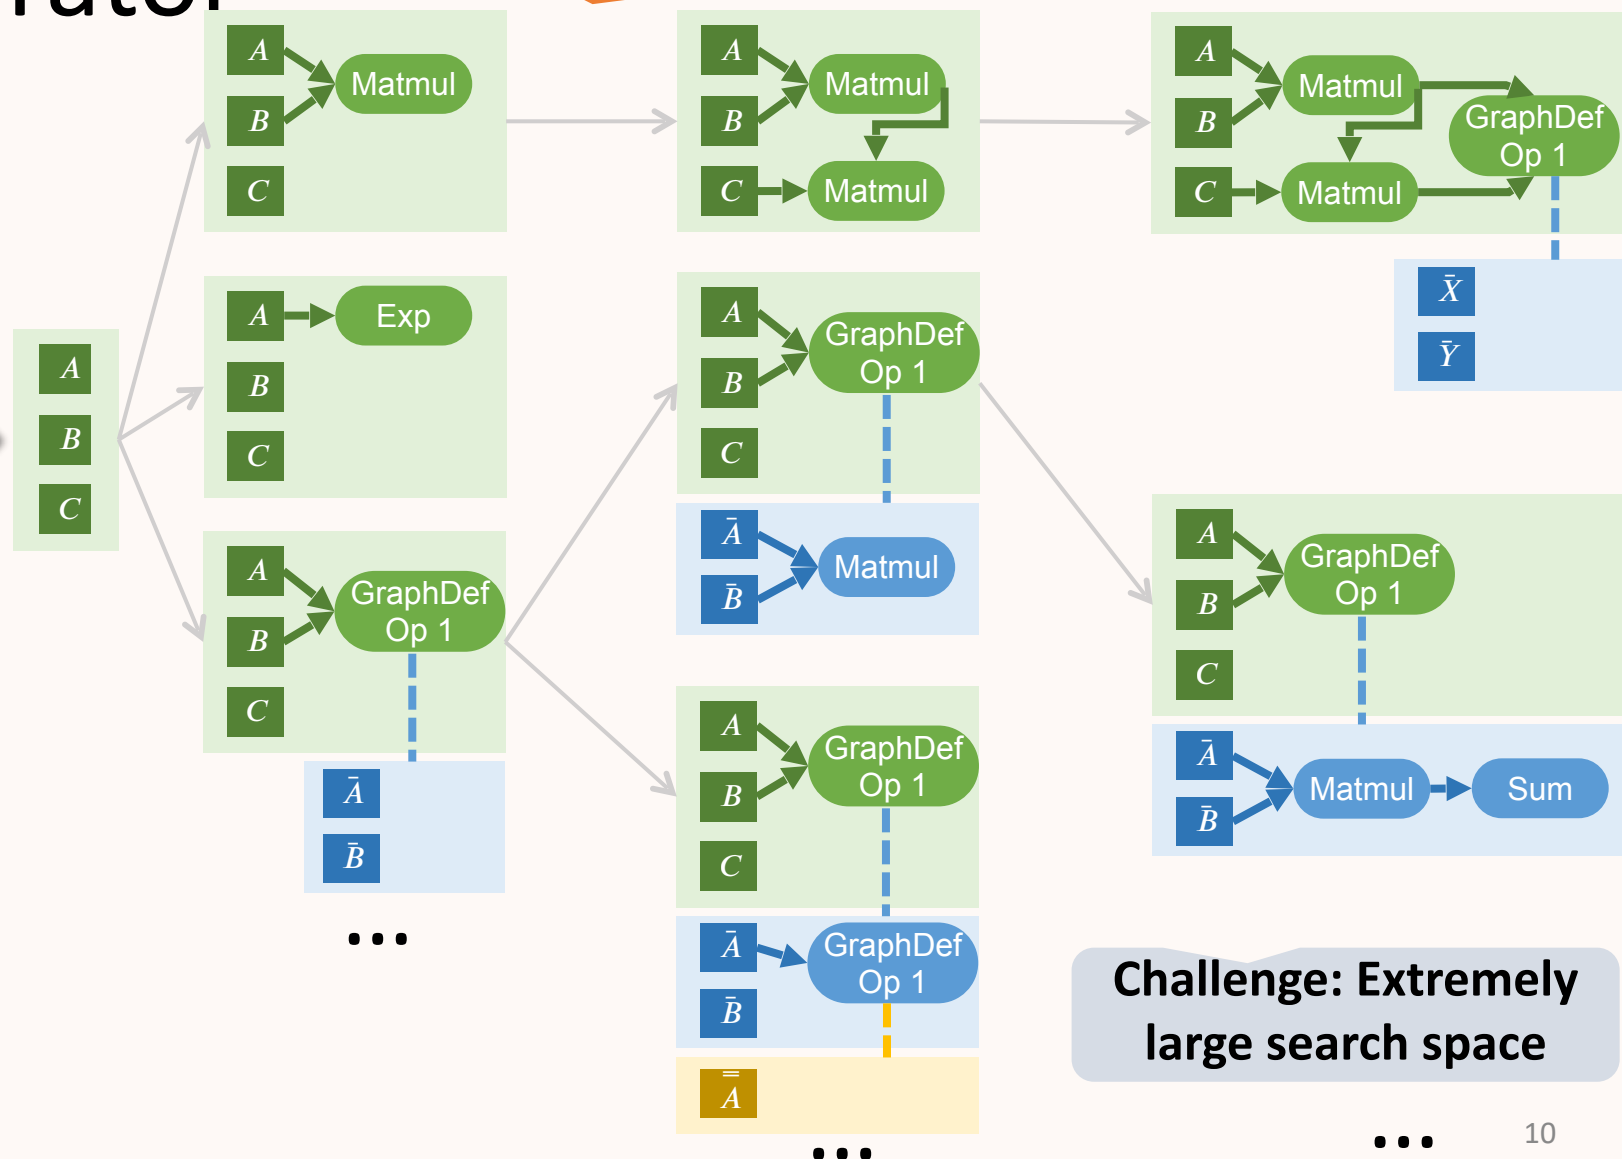 A
B
C
A
Matmul
B
C
A
Exp
B
C
A
GraphDef
Op 1
B
C
Ā
B̄
...
A
Matmul
B
C
Matmul
A
GraphDef
Op 1
B
C
Ā
Matmul
B̄
A
GraphDef
Op 1
B
C
Ā
GraphDef
Op 1
B̄
A̿
...
A
Matmul
B
GraphDef
Op 1
C
Matmul
X̄
Ȳ
A
GraphDef
Op 1
B
C
Ā
Matmul
Sum
B̄
Challenge: Extremely
large search space
...
10